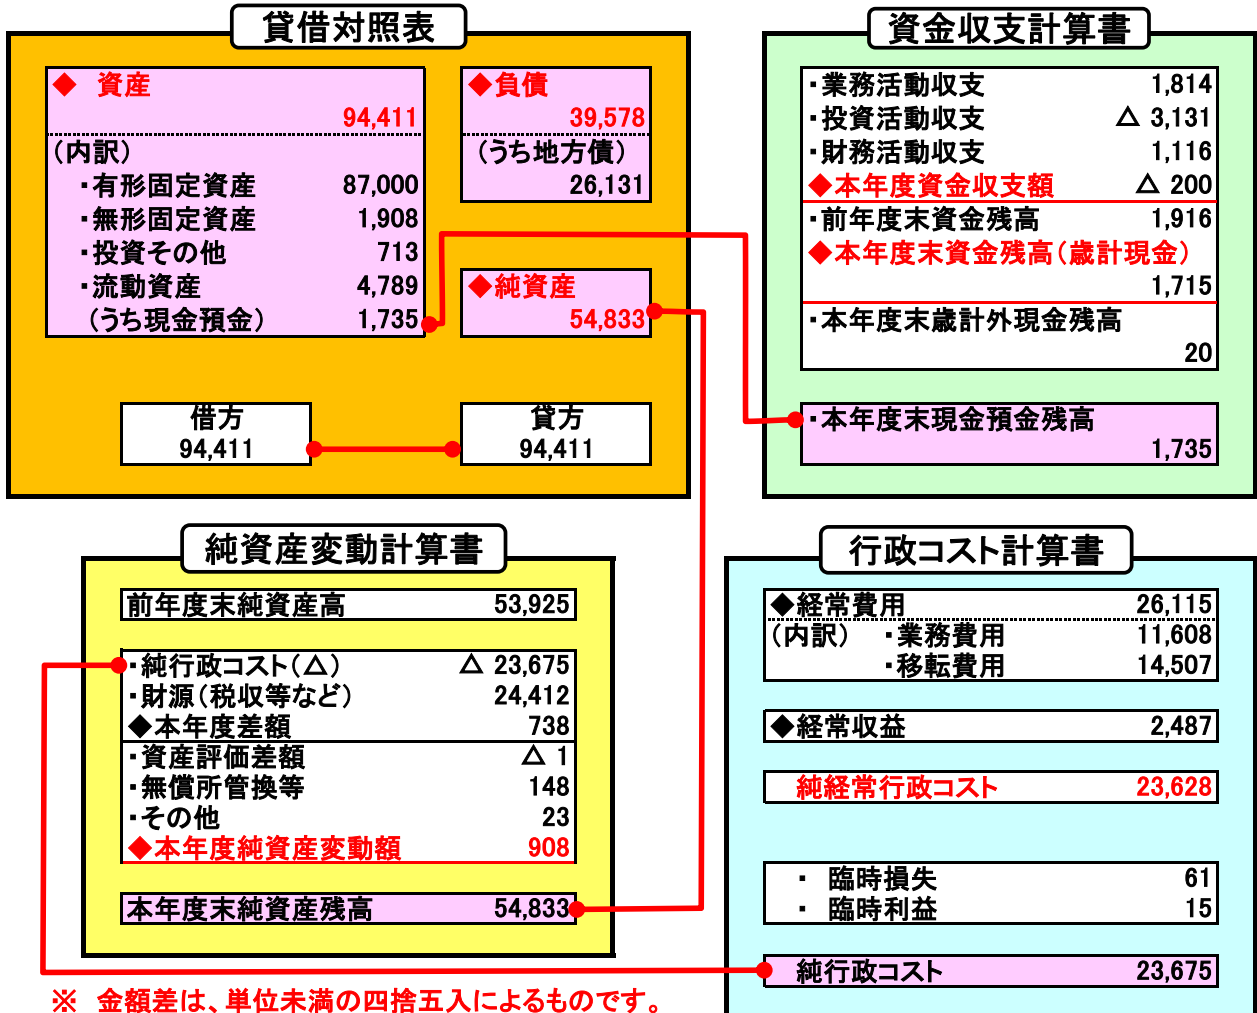 貸借対照表
◆ 資産
94,411
(内訳)
・有形固定資産 87,000
・無形固定資産 1,908
・投資その他 713
・流動資産 4,789
(うち現金預金) 1,735
◆負債
39,578
(うち地方債)
26,131
◆純資産
54,833
借方
94,411
貸方
94,411
資金収支計算書
・業務活動収支 1,814
・投資活動収支 △ 3,131
・財務活動収支 1,116
◆本年度資金収支額 △ 200
・前年度末資金残高 1,916
◆本年度末資金残高(歳計現金)
1,715
・本年度末歳計外現金残高
20
・本年度末現金預金残高
1,735
純資産変動計算書
前年度末純資産高 53,925
・純行政コスト(△) △ 23,675
・財源(税収等など) 24,412
◆本年度差額 738
・資産評価差額 △ 1
・無償所管換等 148
・その他 23
◆本年度純資産変動額 908
本年度末純資産残高 54,833
行政コスト計算書
◆経常費用 26,115
(内訳) ・業務費用 11,608
・移転費用 14,507
◆経常収益 2,487
純経常行政コスト 23,628
・ 臨時損失 61
・ 臨時利益 15
純行政コスト 23,675
※ 金額差は、単位未満の四捨五入によるものです。